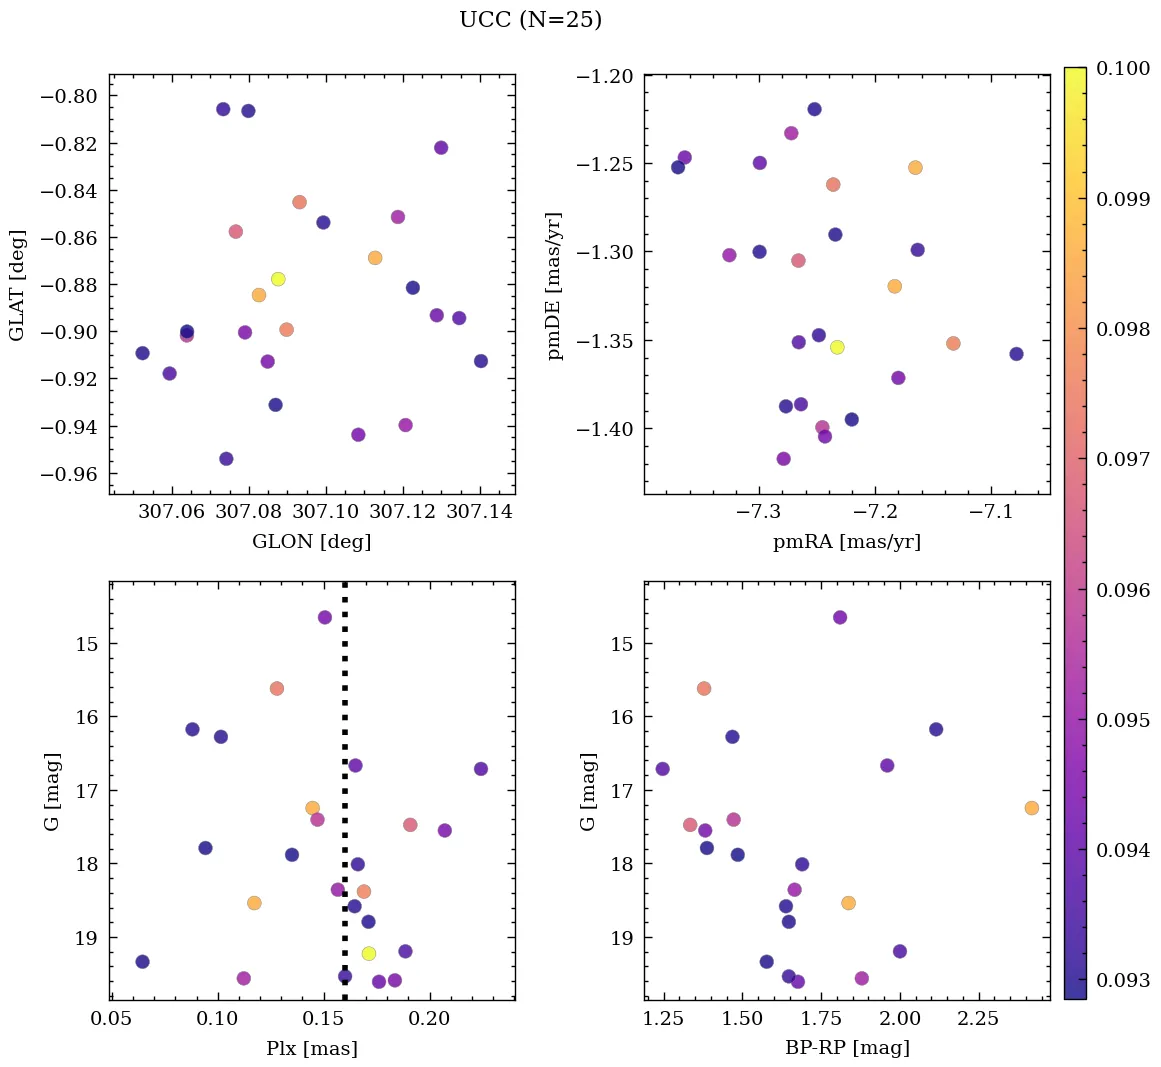 UCC (N=25)
−0.80
−0.82
−0.84
−0.86
−0.88
−0.90
−0.92
−0.94
−0.96
GLAT [deg]
307.06 307.08 307.10 307.12 307.14
GLON [deg]
−1.20
−1.25
−1.30
−1.35
−1.40
pmDE [mas/yr]
−7.3 −7.2 −7.1
pmRA [mas/yr]
0.100
0.099
0.098
0.097
0.096
0.095
0.094
0.093
15
16
17
18
19
G [mag]
0.05 0.10 0.15 0.20
Plx [mas]
15
16
17
18
19
G [mag]
1.25 1.50 1.75 2.00 2.25
BP-RP [mag]